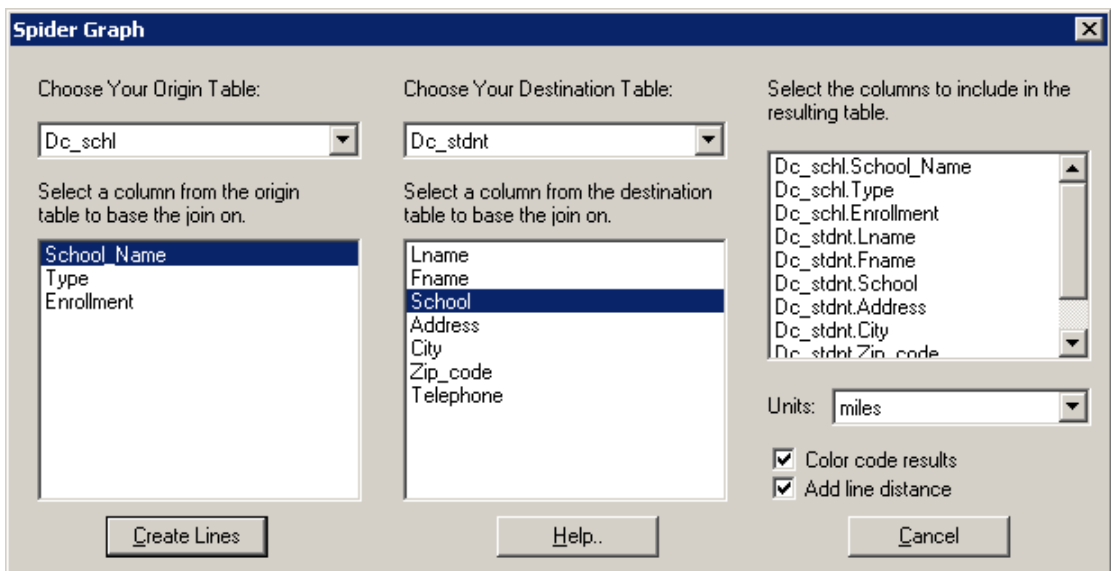 Spider Graph
Choose Your Origin Table:
Dc_schl
Select a column from the origin
table to base the join on.
School_Name
Type
Enrollment
Create Lines
Choose Your Destination Table:
Dc_stdnt
Select a column from the destination
table to base the join on.
Lname
Fname
School
Address
City
Zip_code
Telephone
Help..
Select the columns to include in the
resulting table.
Dc_schl.School_Name
Dc_schl.Type
Dc_schl.Enrollment
Dc_stdnt.Lname
Dc_stdnt.Fname
Dc_stdnt.School
Dc_stdnt.Address
Dc_stdnt.City
Dc_stdnt.Zip_code
Units: miles
Color code results
Add line distance
Cancel